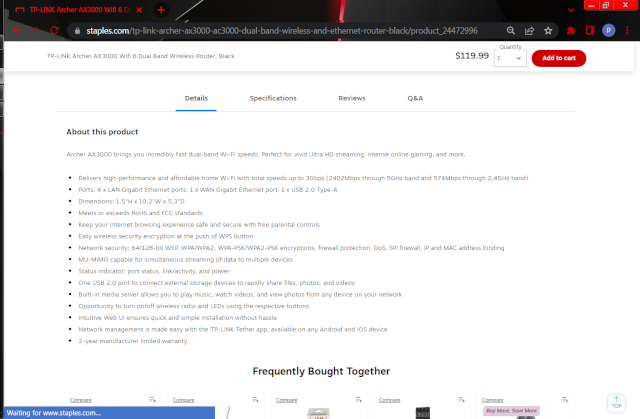 TP-LINK Archer AX3000 Wifi 6 D
staples.com/tp-link-archer-ax3000-ac3000-dual-band-wireless-and-ethernet-router-black/product_24472996
P
TP-LINK Archer AX3000 Wifi 6 Dual Band Wireless Router, Black
$119.99
Quantity
1
Add to cart
Details
Specifications
Reviews
Q&A
About this product
Archer AX3000 brings you incredibly fast dual-band Wi-Fi speeds. Perfect for vivid Ultra HD streaming, intense online gaming, and more.
Delivers high-performance and affordable home Wi-Fi with total speeds up to 3Gbps (2402Mbps through 5GHz band and 574Mbps through 2.4GHz band)
Ports: 4 x LAN Gigabit Ethernet ports, 1 x WAN Gigabit Ethernet port, 1 x USB 2.0 Type-A
Dimensions: 1.5"H x 10.2"W x 5.3"D
Meets or exceeds RoHS and FCC standards
Keep your Internet browsing experience safe and secure with free parental controls
Easy wireless security encryption at the push of WPS button
Network security: 64/128-bit WEP, WPA/WPA2, WPA-PSK/WPA2-PSK encryptions, firewall protection, DoS, SPI firewall, IP and MAC address binding
MU-MIMO capable for simultaneous streaming of data to multiple devices
Status indicator: port status, link/activity, and power
One USB 2.0 port to connect external storage devices to rapidly share files, photos, and videos
Built-in media server allows you to play music, watch videos, and view photos from any device on your network
Opportunity to turn on/off wireless radio and LEDs using the respective buttons
Intuitive Web UI ensures quick and simple installation without hassle
Network management is made easy with the TP-LINK Tether app, available on any Android and iOS device
2-year manufacturer limited warranty
Frequently Bought Together
Compare
Compare
Compare
Compare
Compare
Buy More, Save More
TOP
Waiting for www.staples.com...